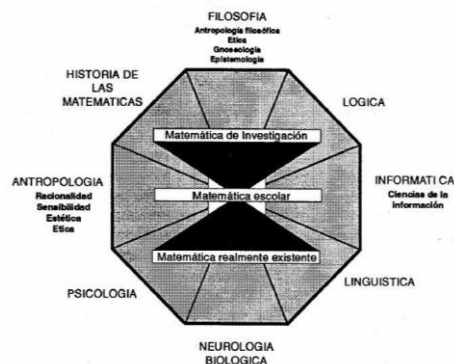 FILOSOFIA
Antropología filosófica
Etica
Gnoseología
Epistemología
HISTORIA DE
LAS
MATEMATICAS
LOGICA
Matemática de Investigación
ANTROPOLOGIA
Racionalidad
Sensibilidad
Estética
Etica
Matemática escolar
INFORMATICA
Ciencias de la
Información
Matemática realmente existente
PSICOLOGIA
LINGUISTICA
NEUROLOGIA
BIOLOGICA